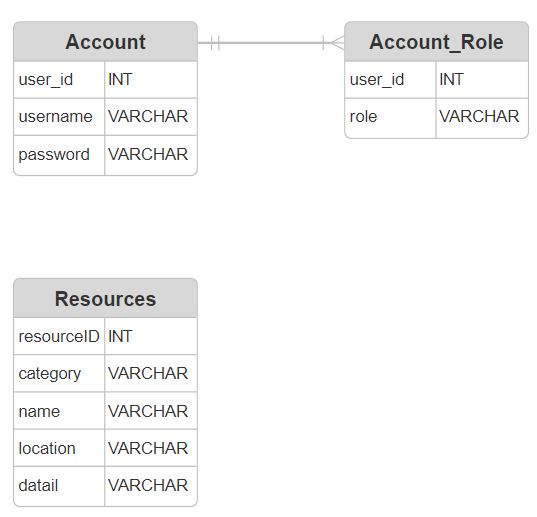 Account
user_id INT
username VARCHAR
password VARCHAR
Account_Role
user_id INT
role VARCHAR
Resources
resourceID INT
category VARCHAR
name VARCHAR
location VARCHAR
datail VARCHAR